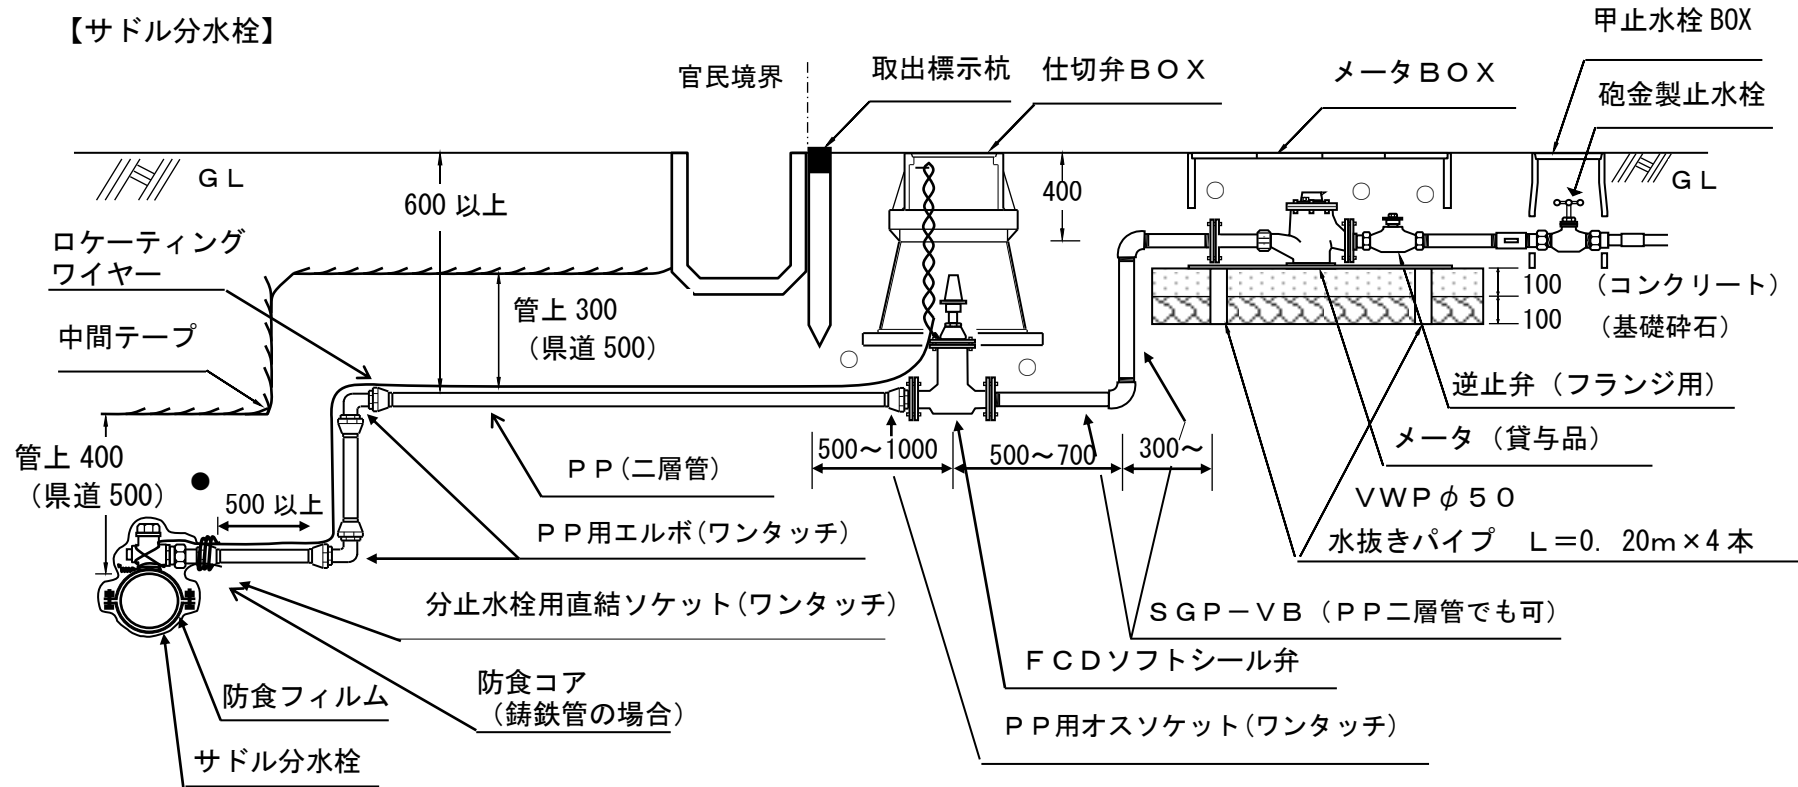 【サドル分水栓】
甲止水栓 BOX
官民境界
取出標示杭
仕切弁ＢＯＸ
メータＢＯＸ
砲金製止水栓
ＧＬ
600 以上
400
ＧＬ
ロケーティング
ワイヤー
管上 300
（県道 500）
100 （コンクリート）
100 （基礎砕石）
中間テープ
逆止弁（フランジ用）
管上 400
（県道 500）
500 以上
ＰＰ(二層管)
500～1000
500～700
300～
メータ（貸与品）
ＶＷＰφ５０
水抜きパイプ　Ｌ＝0. 20ｍ×4 本
ＰＰ用エルボ(ワンタッチ)
分止水栓用直結ソケット(ワンタッチ)
ＳＧＰ－ＶＢ（ＰＰ二層管でも可）
ＦＣＤソフトシール弁
防食フィルム
防食コア
（鋳鉄管の場合）
ＰＰ用オスソケット(ワンタッチ)
サドル分水栓